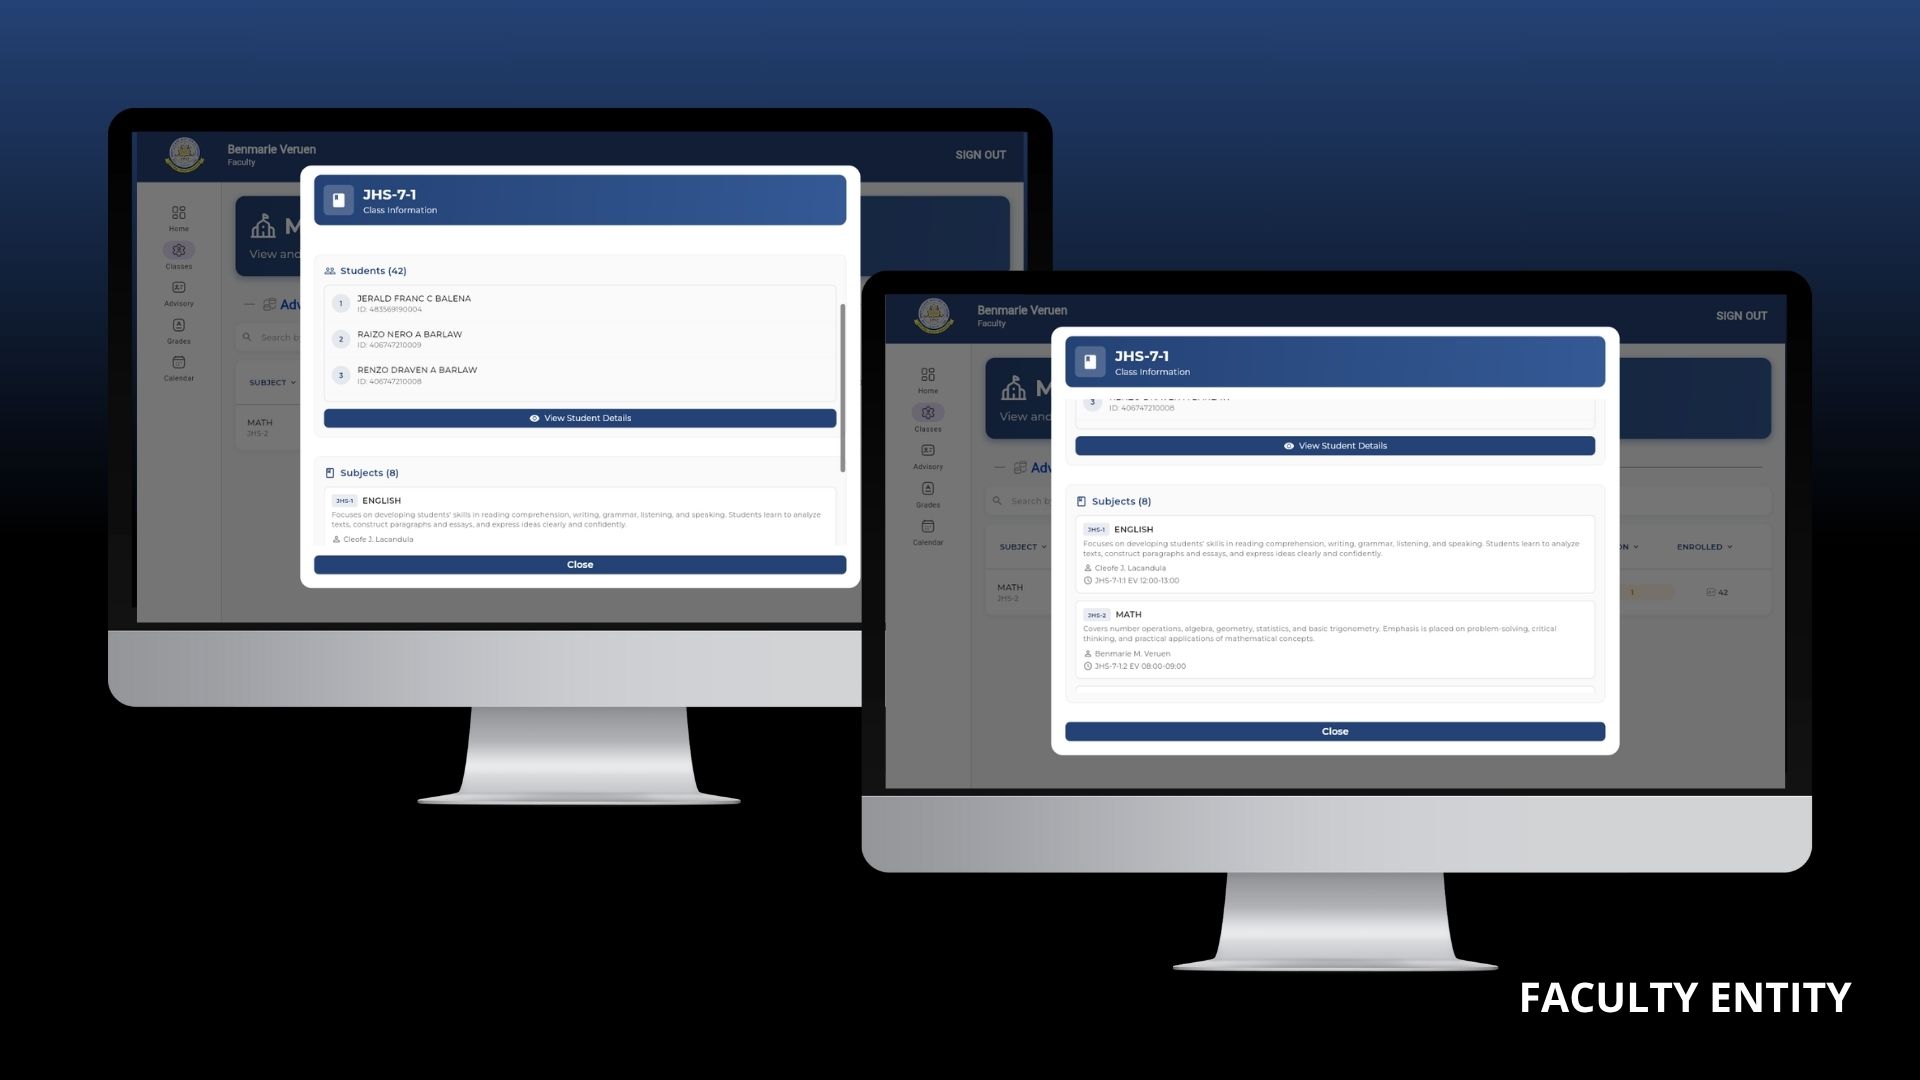 Benmarie Veruen
Faculty
SIGN OUT
Home
Classes
Advisory
Grades
Calendar
M
View and
Adv
Search b
SUBJECT
MATH
JHS-2
JHS-7-1
Class Information
Students (42)
1
JERALD FRANC C BALENA
ID: 483569190004
2
RAIZO NERO A BARLAW
ID: 406747210009
3
RENZO DRAVEN A BARLAW
ID: 406747210008
View Student Details
Subjects (8)
JHS-1 ENGLISH
Focuses on developing students' skills in reading comprehension, writing, grammar, listening, and speaking. Students learn to analyze
texts, construct paragraphs and essays, and express ideas clearly and confidently.
Cleofe J. Lacandula
Close
Benmarie Veruen
Faculty
SIGN OUT
Home
Classes
Advisory
Grades
Calendar
M
View and
Adv
Search b
SUBJECT
ON
ENROLLED
MATH
JHS-2
1
42
JHS-7-1
Class Information
3
ID: 406747210008
View Student Details
Subjects (8)
JHS-1 ENGLISH
Focuses on developing students' skills in reading comprehension, writing, grammar, listening, and speaking. Students learn to analyze
texts, construct paragraphs and essays, and express ideas clearly and confidently.
Cleofe J. Lacandula
JHS-7-1:1 EV 12:00-13:00
JHS-2 MATH
Covers number operations, algebra, geometry, statistics, and basic trigonometry. Emphasis is placed on problem-solving, critical
thinking, and practical applications of mathematical concepts.
Benmarie M. Veruen
JHS-7-1:2 EV 08:00-09:00
Close
FACULTY ENTITY